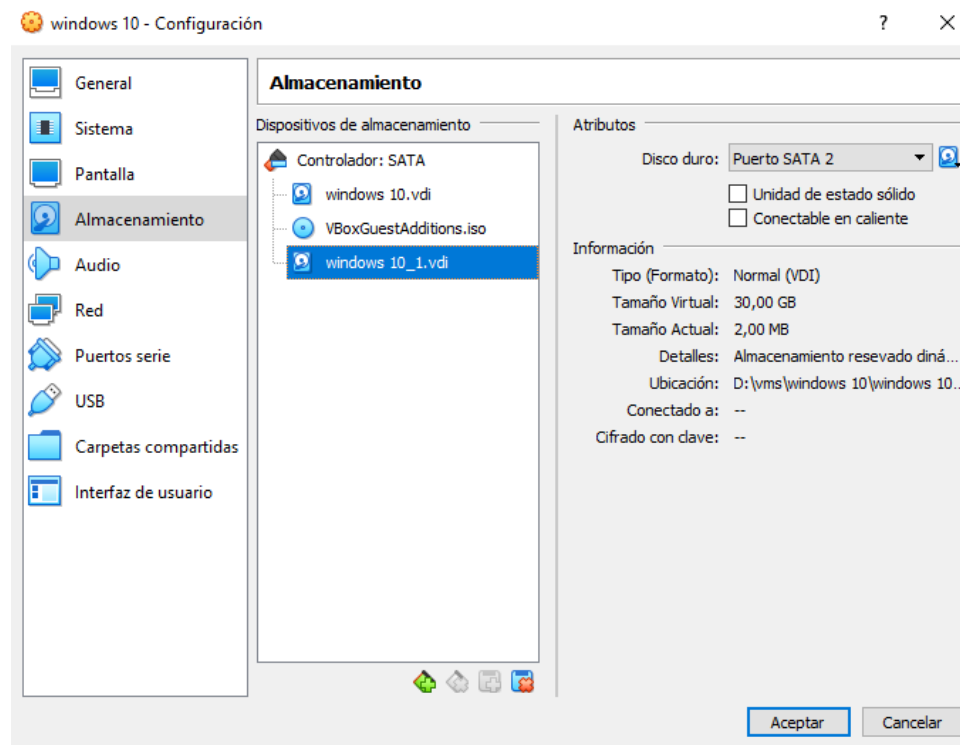 windows 10 - Configuración
?
General
Sistema
Pantalla
Almacenamiento
Audio
Red
Puertos serie
USB
Carpetas compartidas
Interfaz de usuario
Almacenamiento
Dispositivos de almacenamiento
Controlador: SATA
windows 10.vdi
VBoxGuestAdditions.iso
windows 10_1.vdi
Atributos
Disco duro: Puerto SATA 2
Unidad de estado sólido
Conectable en caliente
Información
Tipo (Formato): Normal (VDI)
Tamaño Virtual: 30,00 GB
Tamaño Actual: 2,00 MB
Detalles: Almacenamiento resevado diná...
Ubicación: D:\vms\windows 10\windows 10...
Conectado a: --
Cifrado con clave: --
Aceptar
Cancelar